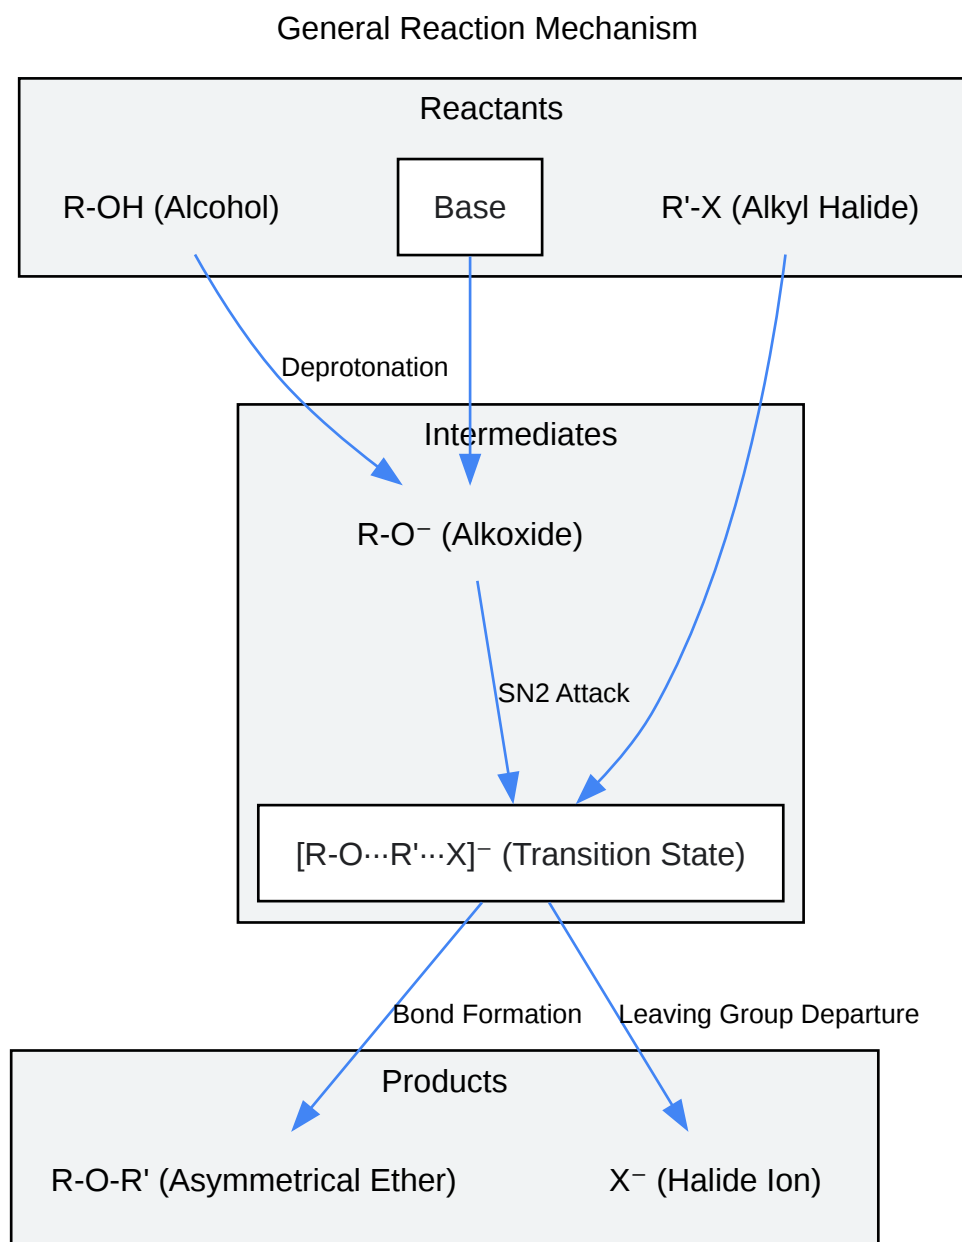 General Reaction Mechanism
Reactants
R-OH (Alcohol)
Base
R'-X (Alkyl Halide)
Deprotonation
Intermediates
R-O⁻ (Alkoxide)
SN2 Attack
[R-O···R'···X]⁻ (Transition State)
Bond Formation
Leaving Group Departure
Products
R-O-R' (Asymmetrical Ether)
X⁻ (Halide Ion)